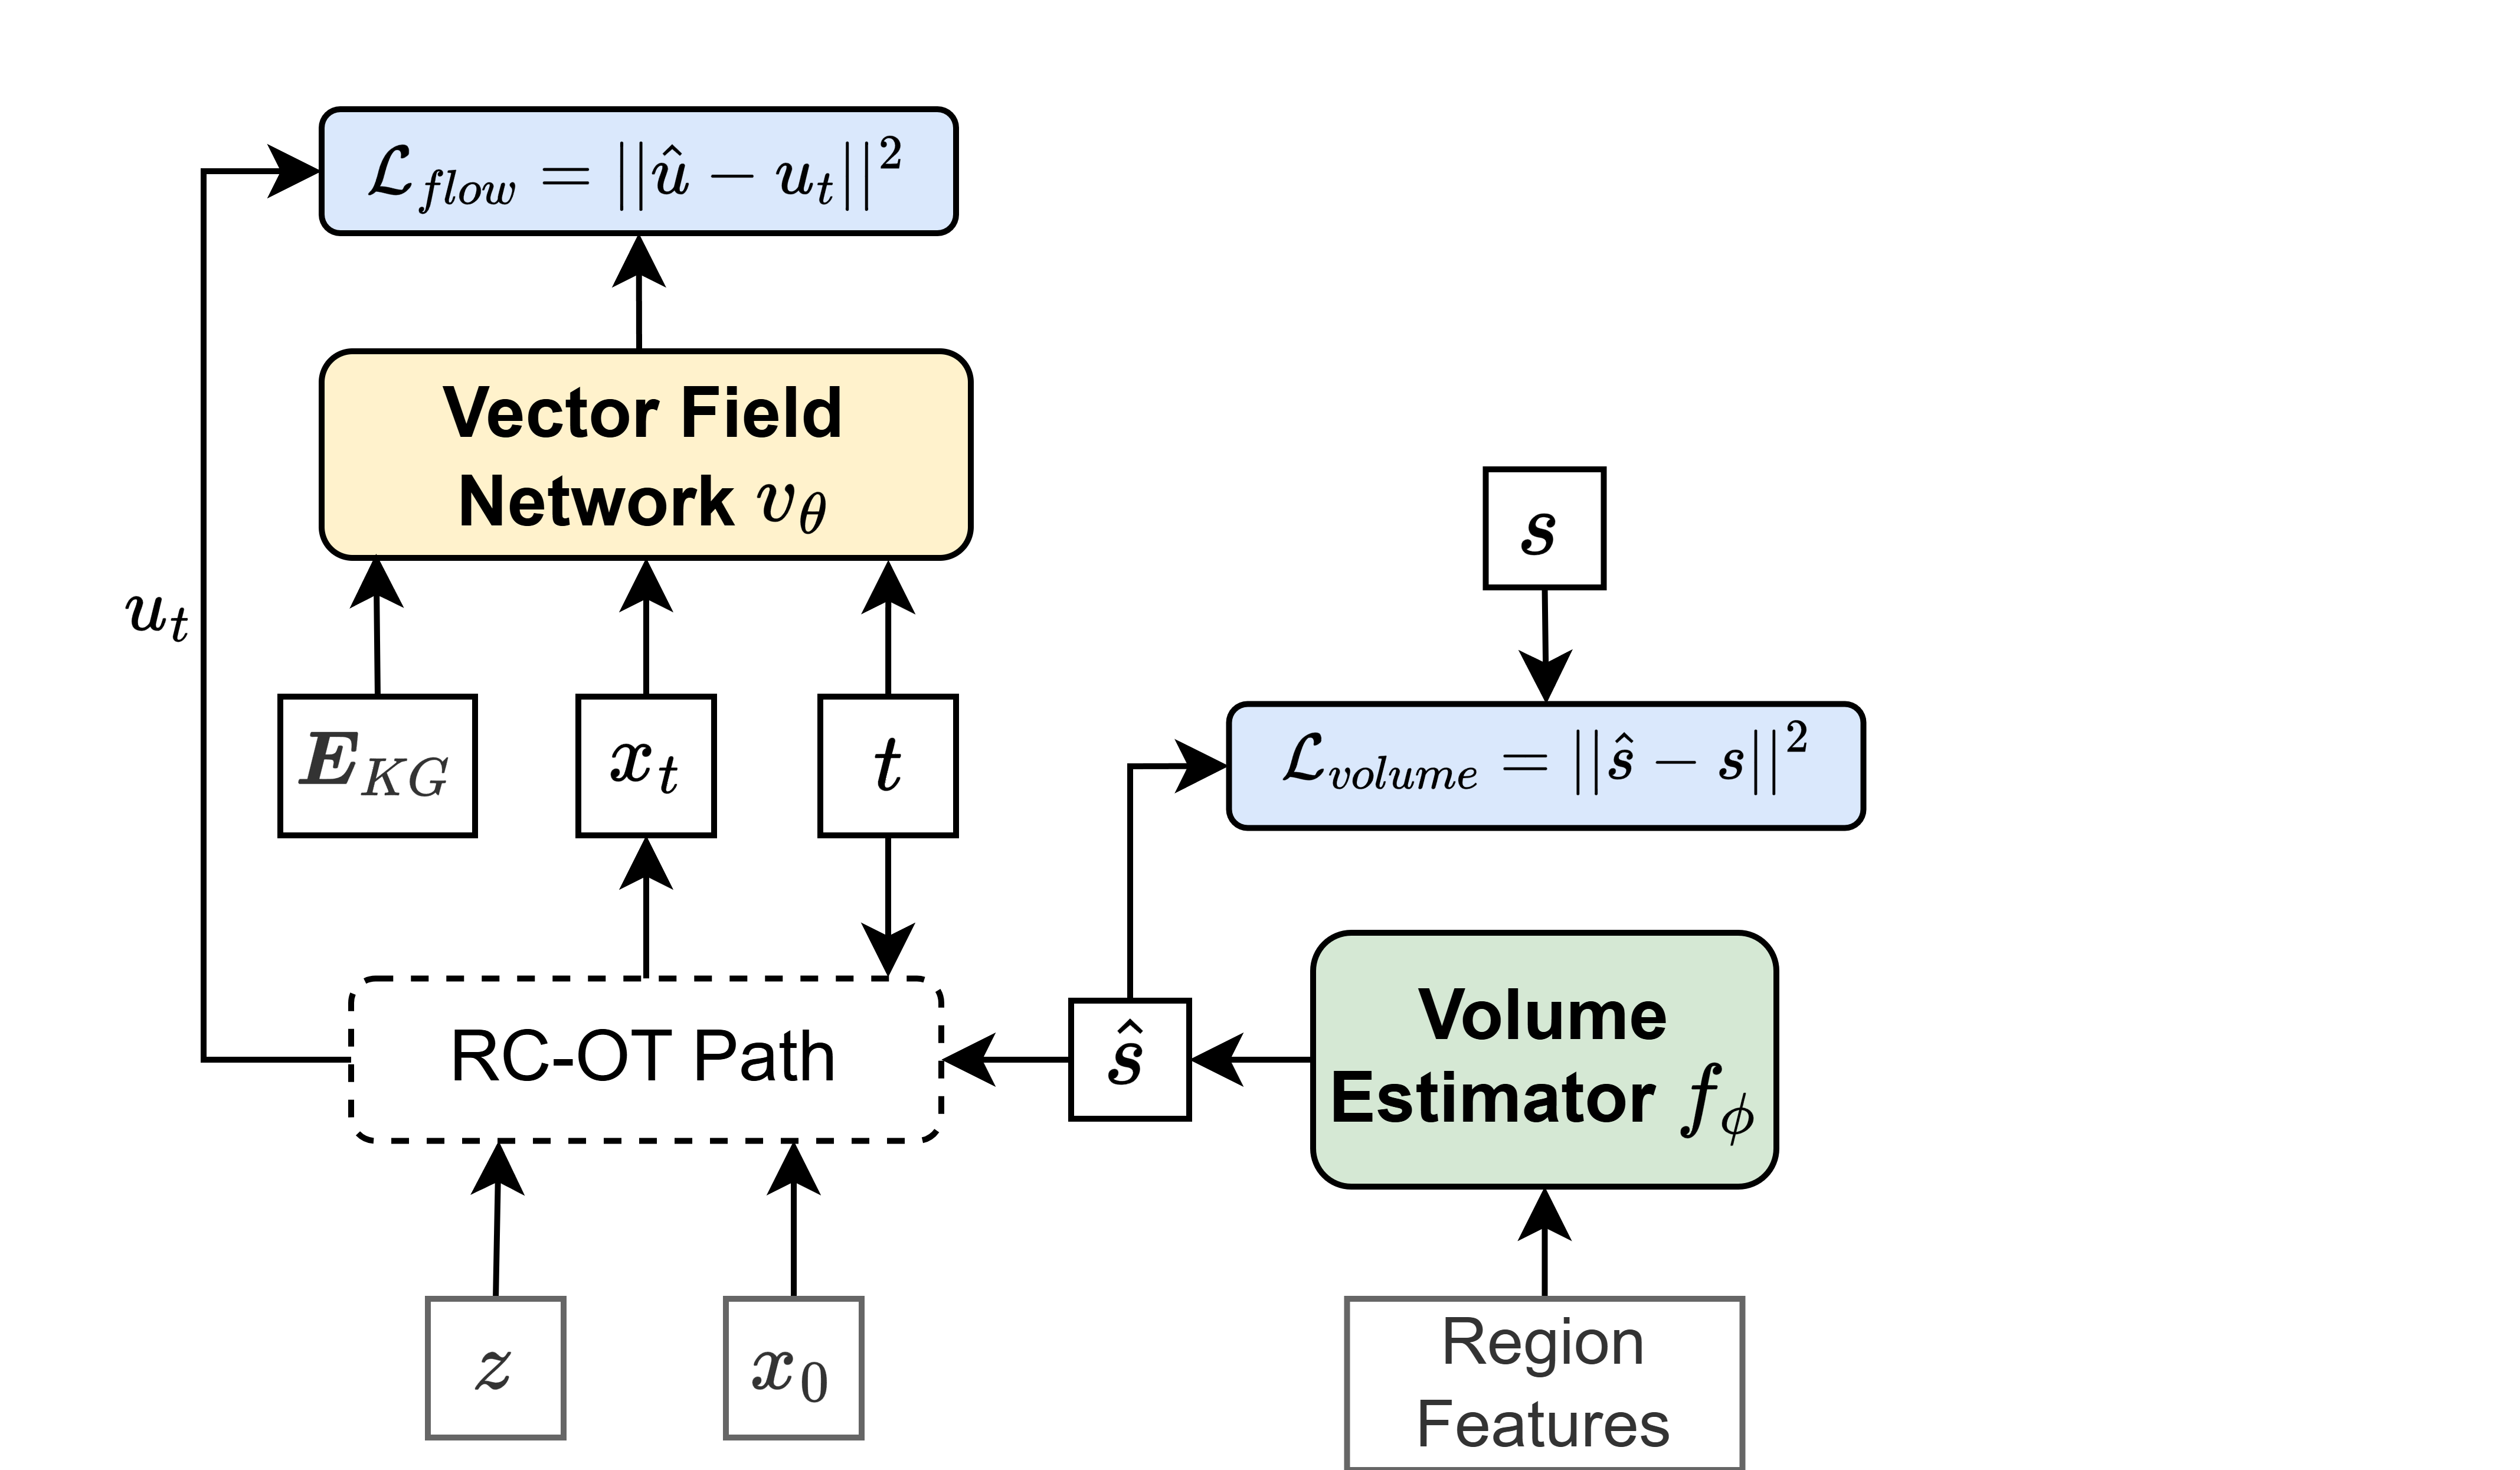 $\mathcal{L}_{flow} = ||\hat{u} - u_t||^2$
Vector Field
Network $v_\theta$
$u_t$
$E_{KG}$
$x_t$
$t$
$s$
$\mathcal{L}_{volume} = ||\hat{s} - s||^2$
RC-OT Path
$\hat{s}$
Volume
Estimator $f_\phi$
$z$
$x_0$
Region
Features